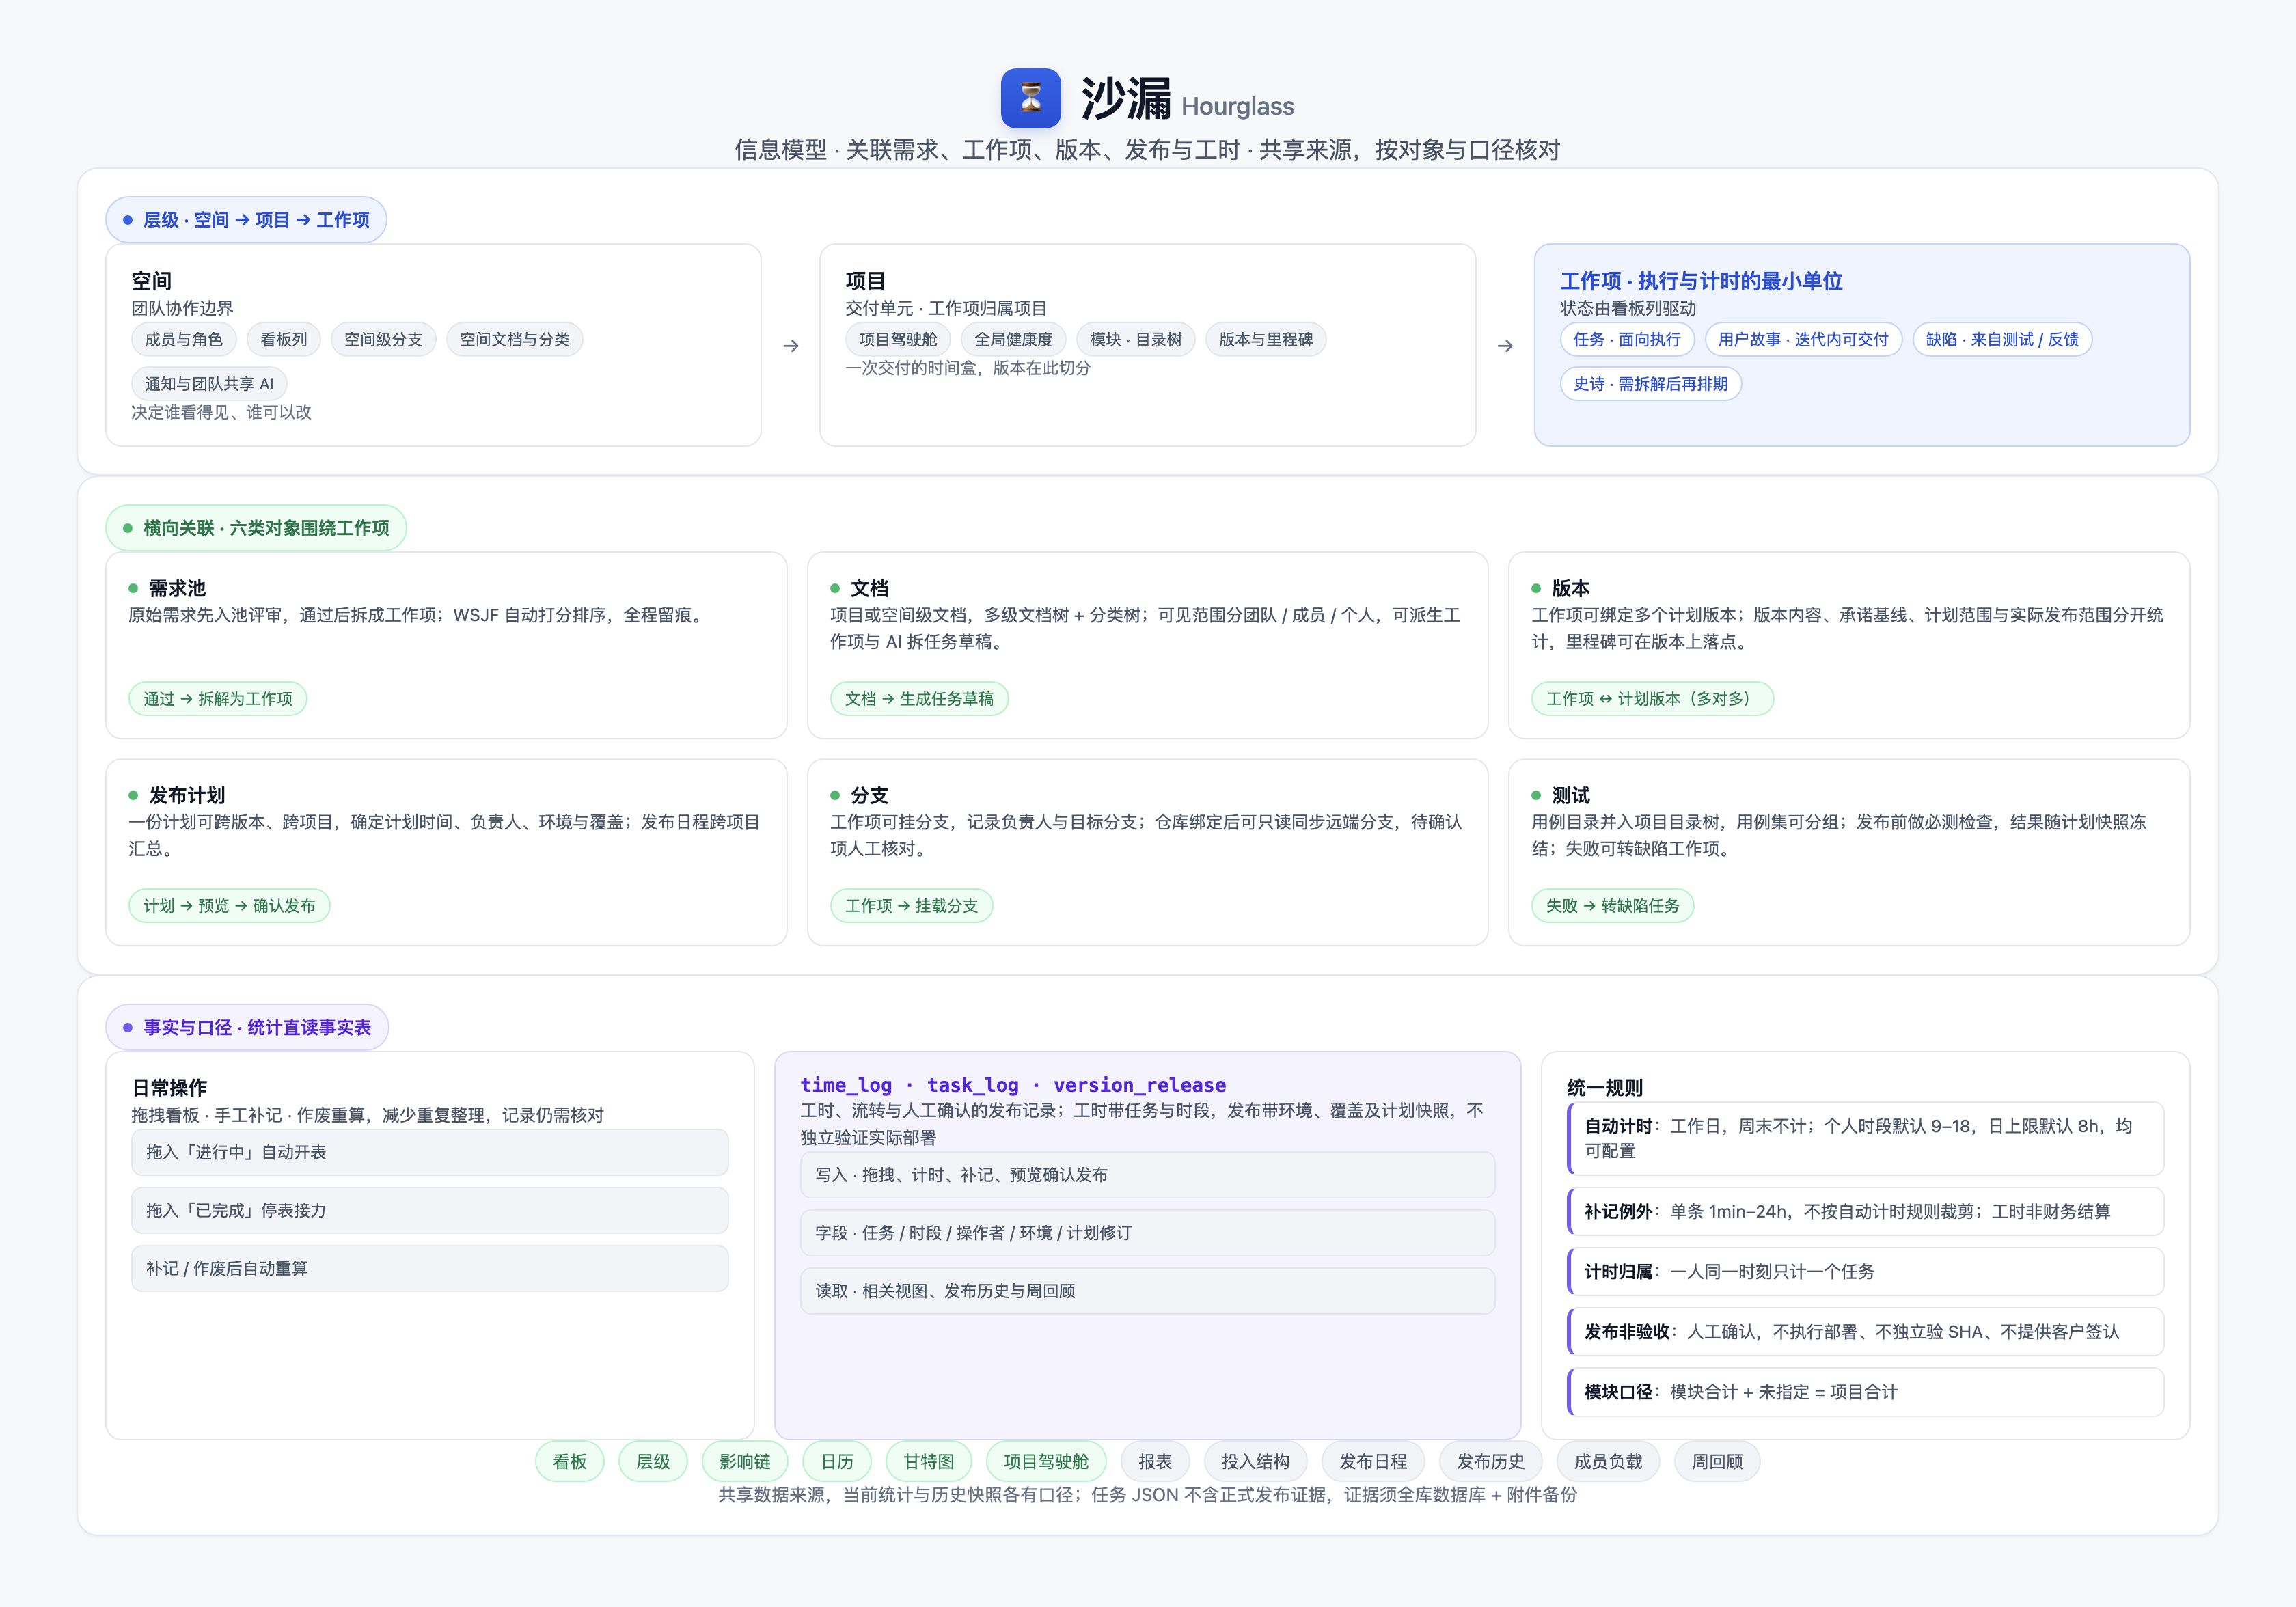 沙漏 Hourglass
信息模型 · 关联需求、工作项、版本、发布与工时 · 共享来源，按对象与口径核对
层级 · 空间 → 项目 → 工作项
空间
团队协作边界
成员与角色 看板列 空间级分支 空间文档与分类
通知与团队共享 AI
决定谁看得见、谁可以改
→
项目
交付单元 · 工作项归属项目
项目驾驶舱 全局健康度 模块 · 目录树 版本与里程碑
一次交付的时间盒，版本在此切分
→
工作项 · 执行与计时的最小单位
状态由看板列驱动
任务 · 面向执行 用户故事 · 迭代内可交付 缺陷 · 来自测试 / 反馈
史诗 · 需拆解后再排期
横向关联 · 六类对象围绕工作项
需求池
原始需求先入池评审，通过后拆成工作项；WSJF 自动打分排序，全程留痕。
通过 → 拆解为工作项
文档
项目或空间级文档，多级文档树 + 分类树；可见范围分团队 / 成员 / 个人，可派生工
作项与 AI 拆任务草稿。
文档 → 生成任务草稿
版本
工作项可绑定多个计划版本；版本内容、承诺基线、计划范围与实际发布范围分开统
计，里程碑可在版本上落点。
工作项 ↔ 计划版本（多对多）
发布计划
一份计划可跨版本、跨项目，确定计划时间、负责人、环境与覆盖；发布日程跨项目
汇总。
计划 → 预览 → 确认发布
分支
工作项可挂分支，记录负责人与目标分支；仓库绑定后可只读同步远端分支，待确认
项人工核对。
工作项 → 挂载分支
测试
用例目录并入项目目录树，用例集可分组；发布前做必测检查，结果随计划快照冻
结；失败可转缺陷工作项。
失败 → 转缺陷任务
事实与口径 · 统计直读事实表
日常操作
拖拽看板 · 手工补记 · 作废重算，减少重复整理，记录仍需核对
拖入「进行中」自动开表
拖入「已完成」停表接力
补记 / 作废后自动重算
time_log · task_log · version_release
工时、流转与人工确认的发布记录；工时带任务与时段，发布带环境、覆盖及计划快照，不
独立验证实际部署
写入 · 拖拽、计时、补记、预览确认发布
字段 · 任务 / 时段 / 操作者 / 环境 / 计划修订
读取 · 相关视图、发布历史与周回顾
统一规则
自动计时：工作日，周末不计；个人时段默认 9–18，日上限默认 8h，均
可配置
补记例外：单条 1min–24h，不按自动计时规则裁剪；工时非财务结算
计时归属：一人同一时刻只计一个任务
发布非验收：人工确认，不执行部署、不独立验 SHA、不提供客户签认
模块口径：模块合计 + 未指定 = 项目合计
看板 层级 影响链 日历 甘特图 项目驾驶舱 报表 投入结构 发布日程 发布历史 成员负载 周回顾
共享数据来源，当前统计与历史快照各有口径；任务 JSON 不含正式发布证据，证据须全库数据库 + 附件备份